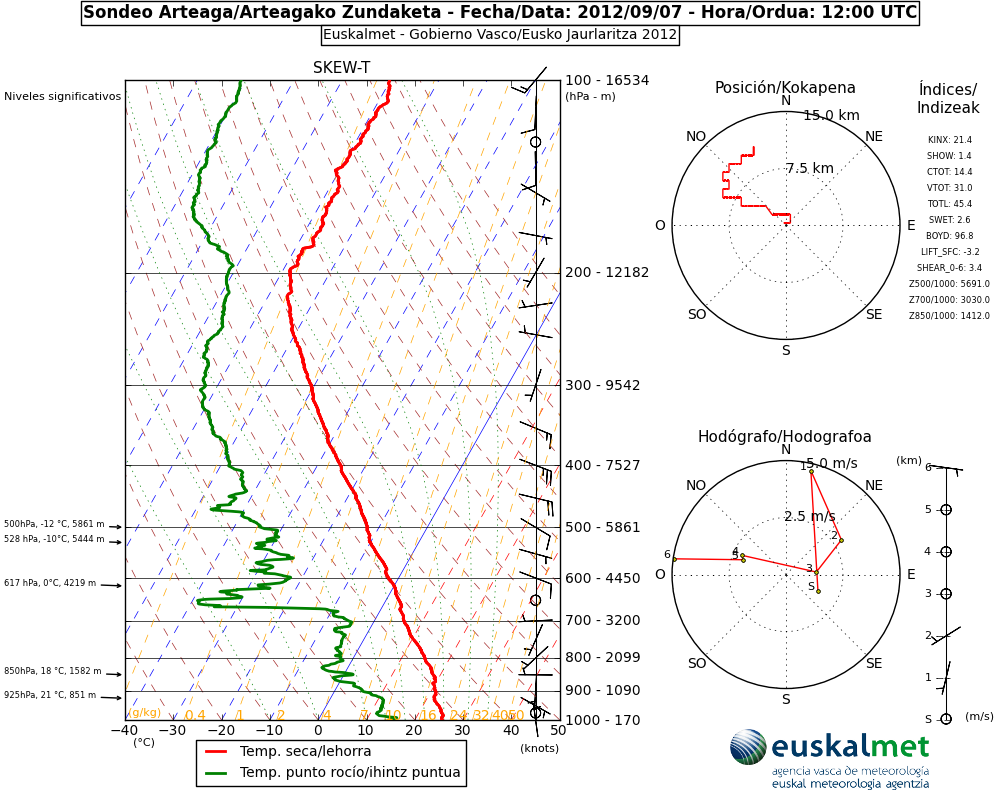 Sondeo Arteaga/Arteagako Zundaketa - Fecha/Data: 2012/09/07 - Hora/Ordua: 12:00 UTC
Euskalmet - Gobierno Vasco/Eusko Jaurlaritza 2012
SKEW-T
Niveles significativos
100 - 16534
(hPa - m)
200 - 12182
300 - 9542
400 - 7527
500 - 5861
600 - 4450
700 - 3200
800 - 2099
900 - 1090
1000 - 170
500hPa, -12 °C, 5861 m
528 hPa, -10°C, 5444 m
617 hPa, 0°C, 4219 m
850hPa, 18 °C, 1582 m
925hPa, 21 °C, 851 m
(g/kg) 0.4 1 2 4 7 10 16 24 32 40 50
−40 −30 −20 −10 0 10 20 30 40 50
(°C)
(knots)
Temp. seca/lehorra
Temp. punto rocío/ihintz puntua
Posición/Kokapena
N
15.0 km
NO
NE
7.5 km
O
E
SO
SE
S
Índices/
Indizeak
KINX: 21.4
SHOW: 1.4
CTOT: 14.4
VTOT: 31.0
TOTL: 45.4
SWET: 2.6
BOYD: 96.8
LIFT_SFC: -3.2
SHEAR_0-6: 3.4
Z500/1000: 5691.0
Z700/1000: 3030.0
Z850/1000: 1412.0
Hodógrafo/Hodografoa
N
5.0 m/s
1
NO
NE
2.5 m/s
2
4
5
6
3
S
O
E
SO
SE
S
(km)
6
5
4
3
2
1
S
(m/s)
euskalmet
agencia vasca de meteorología
euskal meteorologia agentzia